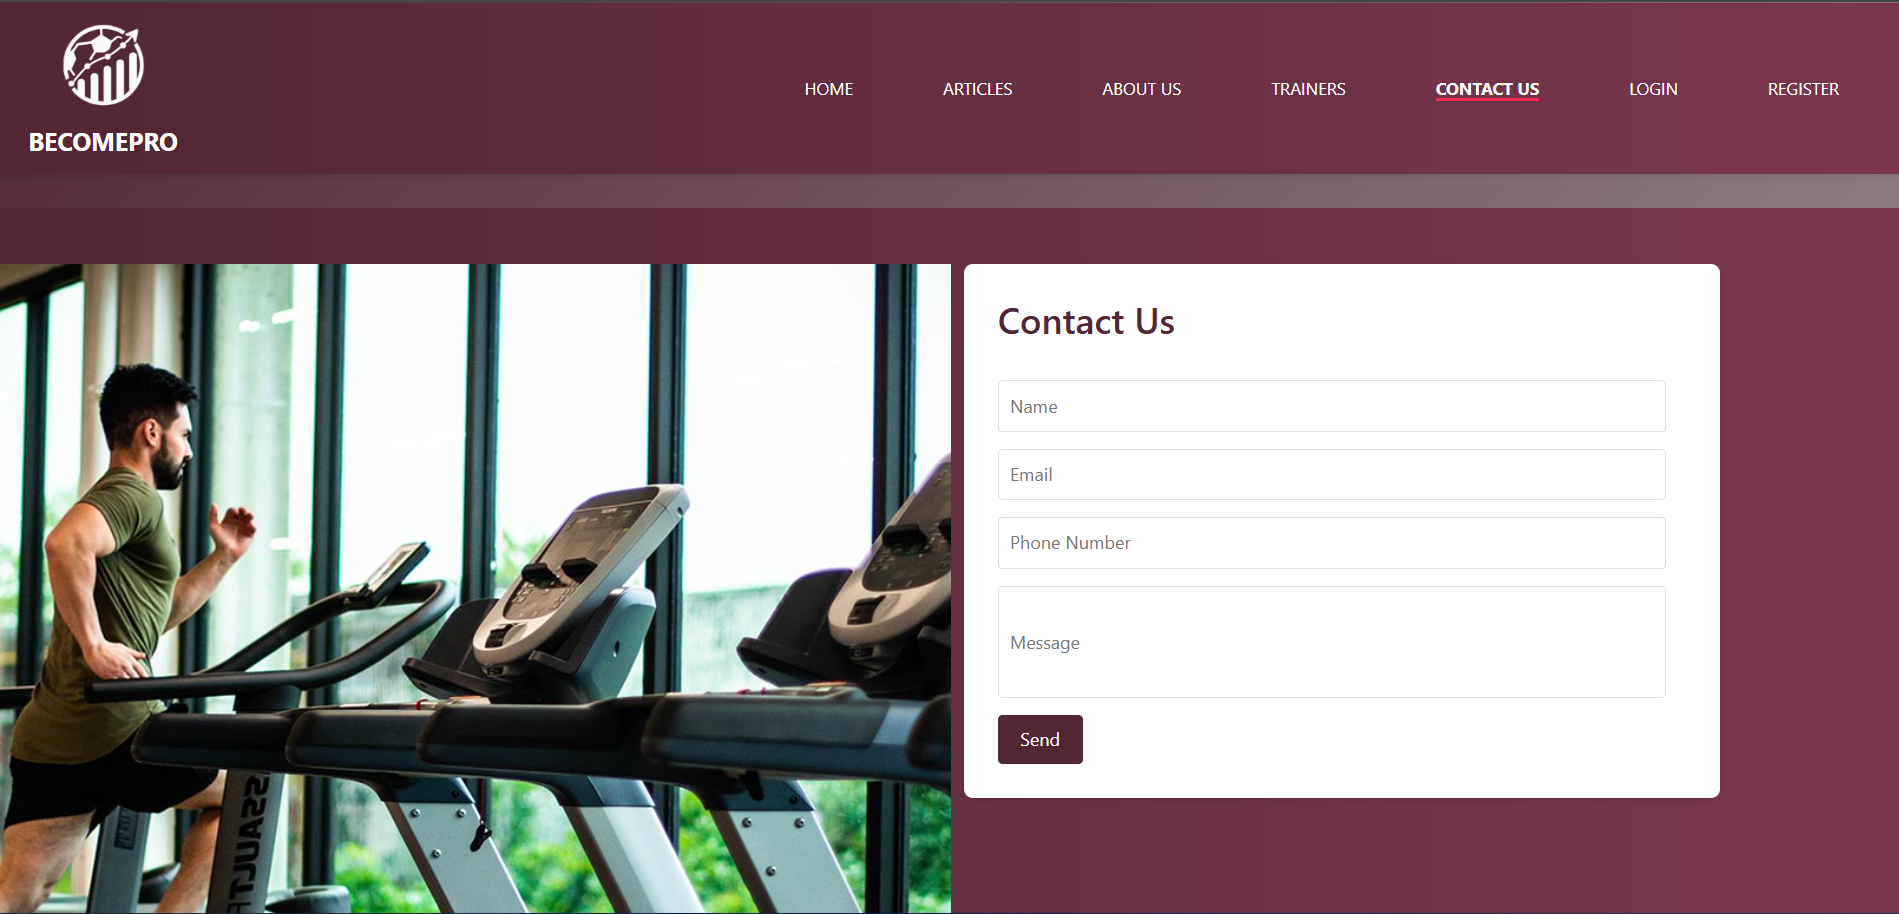 BECOMEPRO
HOME ARTICLES ABOUT US TRAINERS CONTACT US LOGIN REGISTER
Contact Us
Name
Email
Phone Number
Message
Send